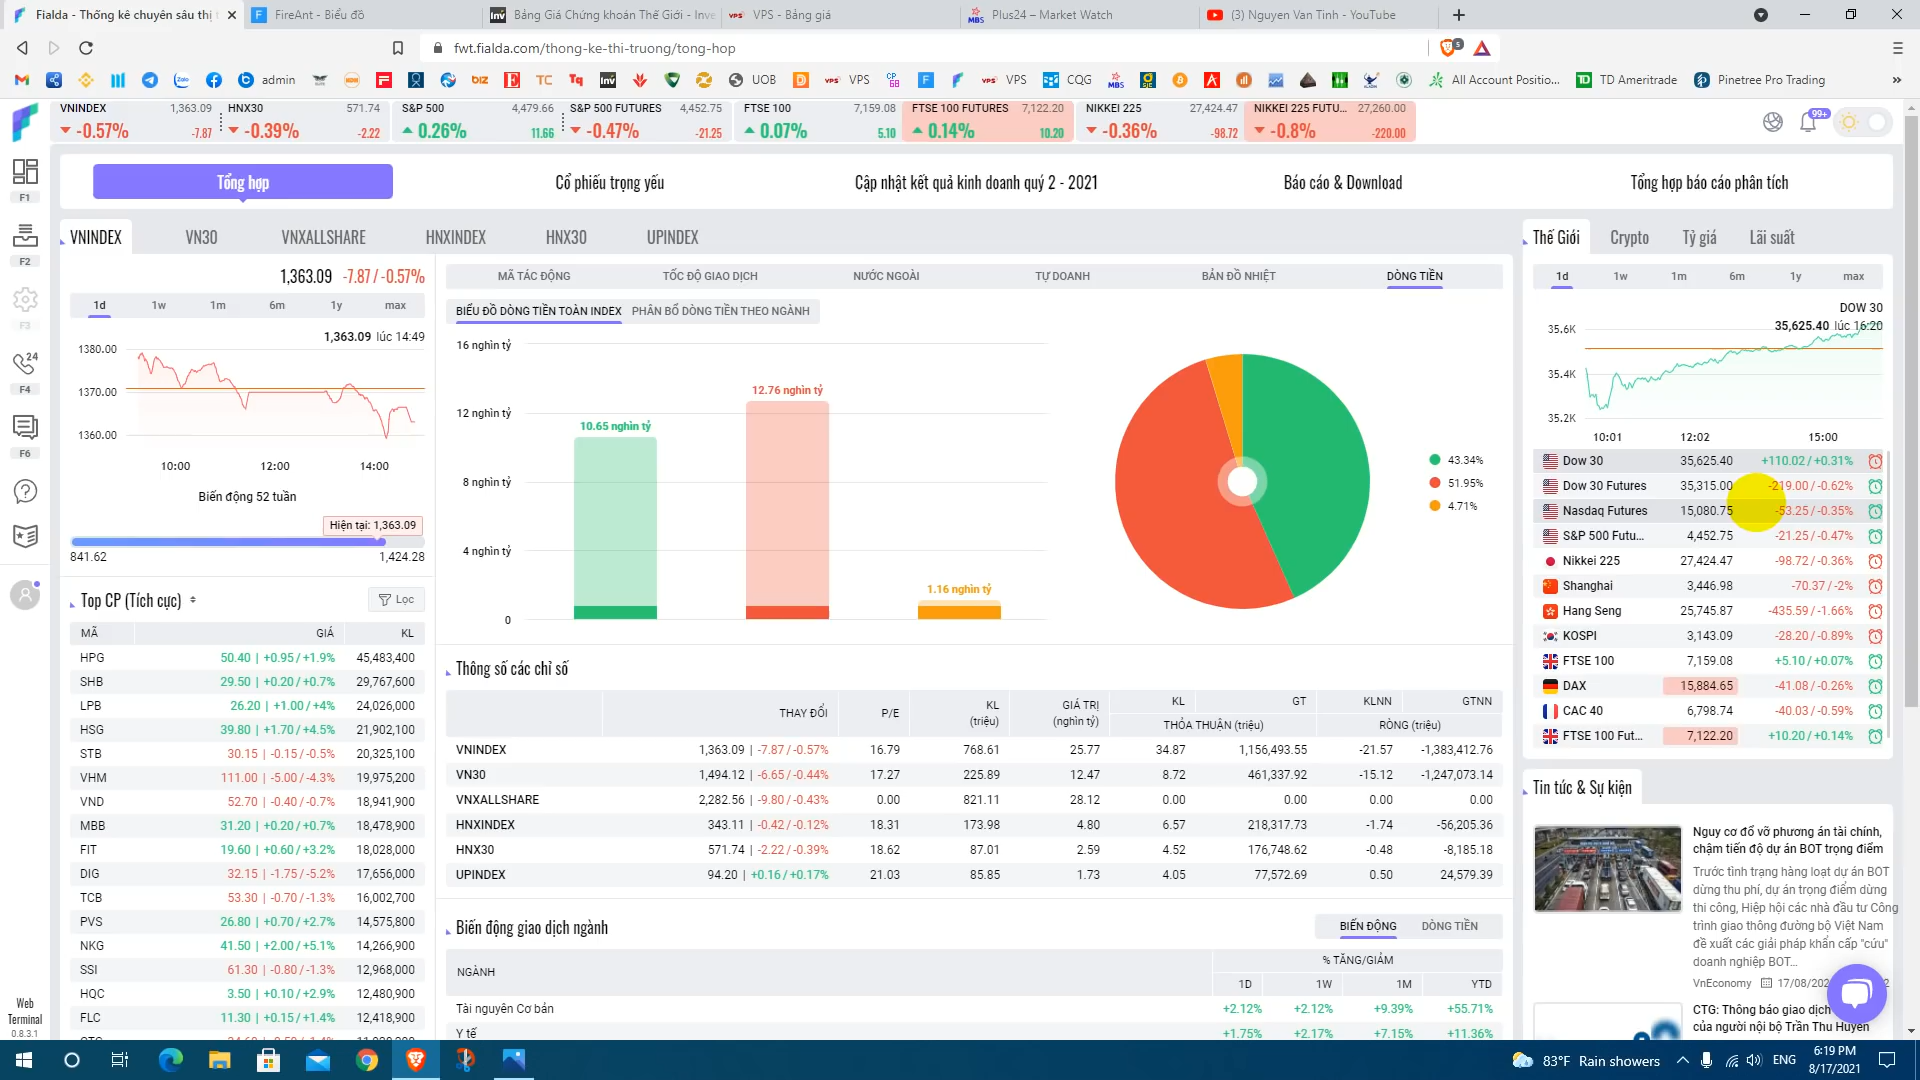 Fialda - Thống kê chuyên sâu thị t
FireAnt - Biểu đồ
Bảng Giá Chứng khoán Thế Giới - Inve
VPS - Bảng giá
Plus24 – Market Watch
(3) Nguyen Van Tinh - YouTube
fwt.fialda.com/thong-ke-thi-truong/tong-hop
admin
UOB
VPS
VPS
CQG
All Account Positio...
TD Ameritrade
Pinetree Pro Trading
VNINDEX 1,363.09
-0.57% -7.87
HNX30 571.74
-0.39% -2.22
S&P 500 4,479.66
0.26% 11.66
S&P 500 FUTURES 4,452.75
-0.47% -21.25
FTSE 100 7,159.08
0.07% 5.10
FTSE 100 FUTURES 7,122.20
0.14% 10.20
NIKKEI 225 27,424.47
-0.36% -98.72
NIKKEI 225 FUTU... 27,260.00
-0.8% -220.00
99+
F1
F2
F3
24
F4
F6
Web
Terminal
0.8.3.1
Tổng hợp
Cổ phiếu trọng yếu
Cập nhật kết quả kinh doanh quý 2 - 2021
Báo cáo & Download
Tổng hợp báo cáo phân tích
VNINDEX VN30 VNXALLSHARE HNXINDEX HNX30 UPINDEX
1,363.09 -7.87 / -0.57%
1d 1w 1m 6m 1y max
1,363.09 lúc 14:49
1380.00
1370.00
1360.00
10:00 12:00 14:00
Biến động 52 tuần
Hiện tại: 1,363.09
841.62 1,424.28
Top CP (Tích cực)
Lọc
MÃ GIÁ KL
HPG 50.40 | +0.95 / +1.9% 45,483,400
SHB 29.50 | +0.20 / +0.7% 29,767,600
LPB 26.20 | +1.00 / +4% 24,026,000
HSG 39.80 | +1.70 / +4.5% 21,902,100
STB 30.15 | -0.15 / -0.5% 20,325,100
VHM 111.00 | -5.00 / -4.3% 19,975,200
VND 52.70 | -0.40 / -0.7% 18,941,900
MBB 31.20 | +0.20 / +0.7% 18,478,900
FIT 19.60 | +0.60 / +3.2% 18,028,000
DIG 32.15 | -1.75 / -5.2% 17,656,000
TCB 53.30 | -0.70 / -1.3% 16,002,700
PVS 26.80 | +0.70 / +2.7% 14,575,800
NKG 41.50 | +2.00 / +5.1% 14,266,900
SSI 61.30 | -0.80 / -1.3% 12,968,000
HQC 3.50 | +0.10 / +2.9% 12,480,900
FLC 11.30 | +0.15 / +1.4% 12,418,900
MÃ TÁC ĐỘNG TỐC ĐỘ GIAO DỊCH NƯỚC NGOÀI TỰ DOANH BẢN ĐỒ NHIỆT DÒNG TIỀN
BIỂU ĐỒ DÒNG TIỀN TOÀN INDEX PHÂN BỔ DÒNG TIỀN THEO NGÀNH
16 nghìn tỷ
12 nghìn tỷ
8 nghìn tỷ
4 nghìn tỷ
0
10.65 nghìn tỷ
12.76 nghìn tỷ
1.16 nghìn tỷ
43.34%
51.95%
4.71%
Thông số các chỉ số
THAY ĐỔI P/E KL (triệu) GIÁ TRỊ (nghìn tỷ) KL GT KLNN GTNN
THỎA THUẬN (triệu) RÒNG (triệu)
VNINDEX 1,363.09 | -7.87 / -0.57% 16.79 768.61 25.77 34.87 1,156,493.55 -21.57 -1,383,412.76
VN30 1,494.12 | -6.65 / -0.44% 17.27 225.89 12.47 8.72 461,337.92 -15.12 -1,247,073.14
VNXALLSHARE 2,282.56 | -9.80 / -0.43% 0.00 821.11 28.12 0.00 0.00 0.00 0.00
HNXINDEX 343.11 | -0.42 / -0.12% 18.31 173.98 4.80 6.57 218,317.73 -1.74 -56,205.36
HNX30 571.74 | -2.22 / -0.39% 18.62 87.01 2.59 4.52 176,748.62 -0.48 -8,185.18
UPINDEX 94.20 | +0.16 / +0.17% 21.03 85.85 1.73 4.05 77,572.69 0.50 24,579.39
Biến động giao dịch ngành
BIẾN ĐỘNG DÒNG TIỀN
NGÀNH % TĂNG/GIẢM
1D 1W 1M YTD
Tài nguyên Cơ bản +2.12% +2.12% +9.39% +55.71%
Y tế +1.75% +2.17% +7.15% +11.36%
Thế Giới Crypto Tỷ giá Lãi suất
1d 1w 1m 6m 1y max
DOW 30
35,625.40 lúc 16:20
35.6K
35.4K
35.2K
10:01 12:02 15:00
Dow 30 35,625.40 +110.02 / +0.31%
Dow 30 Futures 35,315.00 -219.00 / -0.62%
Nasdaq Futures 15,080.75 -53.25 / -0.35%
S&P 500 Futu... 4,452.75 -21.25 / -0.47%
Nikkei 225 27,424.47 -98.72 / -0.36%
Shanghai 3,446.98 -70.37 / -2%
Hang Seng 25,745.87 -435.59 / -1.66%
KOSPI 3,143.09 -28.20 / -0.89%
FTSE 100 7,159.08 +5.10 / +0.07%
DAX 15,884.65 -41.08 / -0.26%
CAC 40 6,798.74 -40.03 / -0.59%
FTSE 100 Fut... 7,122.20 +10.20 / +0.14%
Tin tức & Sự kiện
Nguy cơ đổ vỡ phương án tài chính,
chậm tiến độ dự án BOT trọng điểm
Trước tình trạng hàng loạt dự án BOT
dừng thu phí, dự án trọng điểm dừng
thi công, Hiệp hội các nhà đầu tư Công
trình giao thông đường bộ Việt Nam
đề xuất các giải pháp khẩn cấp "cứu"
doanh nghiệp BOT...
VnEconomy 17/08/202
CTG: Thông báo giao dịch
của người nội bộ Trần Thu Huyền
83°F Rain showers
ENG
6:19 PM
8/17/2021